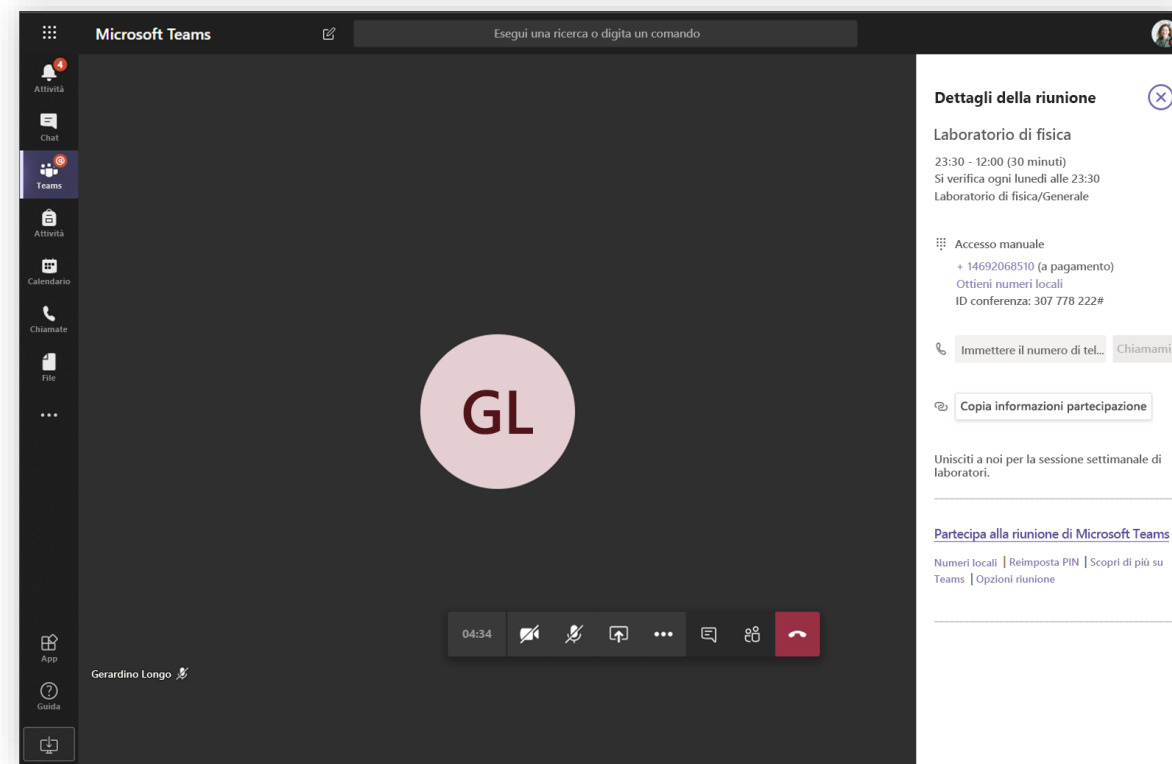 Microsoft Teams
Esegui una ricerca o digita un comando
4
Attività
Chat
@
Teams
Attività
Calendario
Chiamate
File
App
Guida
GL
04:34
Gerardino Longo
Dettagli della riunione
Laboratorio di fisica
23:30 - 12:00 (30 minuti)
Si verifica ogni lunedì alle 23:30
Laboratorio di fisica/Generale
Accesso manuale
+ 14692068510 (a pagamento)
Ottieni numeri locali
ID conferenza: 307 778 222#
Immettere il numero di tel... Chiamami
Copia informazioni partecipazione
Unisciti a noi per la sessione settimanale di
laboratori.
Partecipa alla riunione di Microsoft Teams
Numeri locali | Reimposta PIN | Scopri di più su
Teams | Opzioni riunione